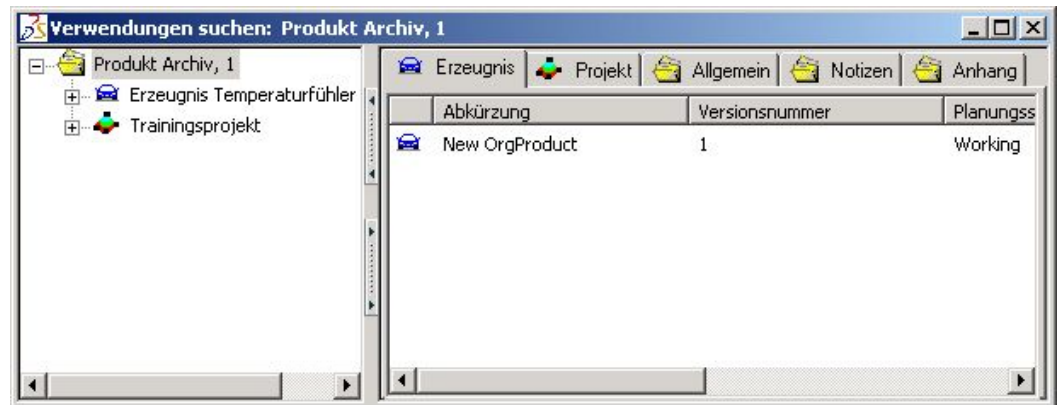 Verwendungen suchen: Produkt Archiv, 1
Produkt Archiv, 1
Erzeugnis Temperaturfühler
Trainingsprojekt
Erzeugnis Projekt Allgemein Notizen Anhang
Abkürzung Versionsnummer Planungss
New OrgProduct 1 Working